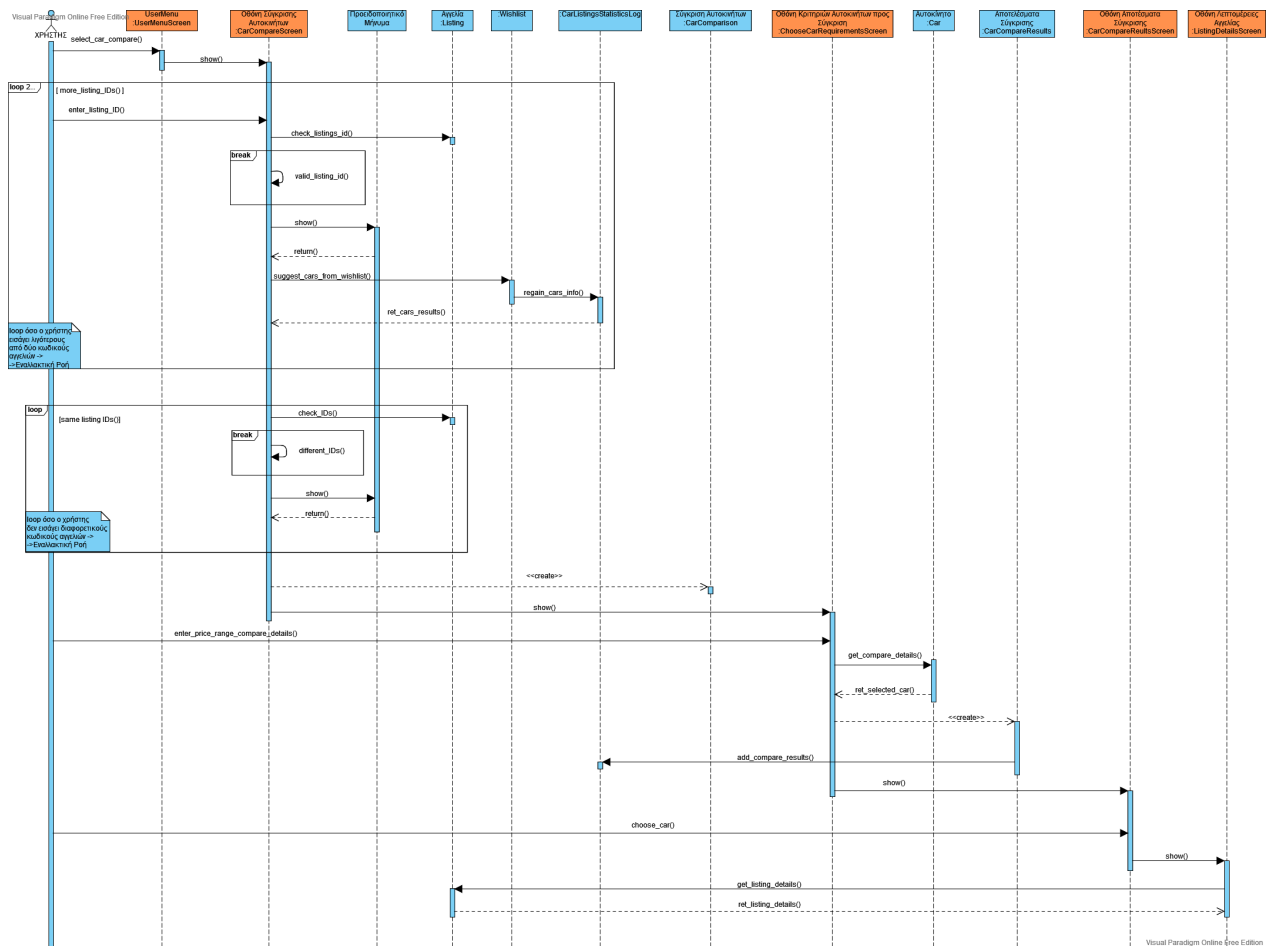 Visual Paradigm Online Free Edition
ΧΡΗΣΤΗΣ
UserMenu
:UserMenuScreen
Οθόνη Σύγκρισης
Αυτοκινήτων
:CarCompareScreen
Προειδοποιητικό
Μήνυμα
Αγγελία
:Listing
:Wishlist
:CarListingsStatisticsLog
Σύγκριση Αυτοκινήτων
:CarComparison
Οθόνη Κριτηριών Αυτοκινήτων προς
Σύγκριση
:ChooseCarRequirementsScreen
Αυτοκίνητο
:Car
Αποτελέσματα
Σύγκρισης
:CarCompareResults
Οθόνη Αποτέσματα
Σύγκρισης
:CarCompareReultsScreen
Οθόνη Λεπτομέρειες
Αγγελίας
:ListingDetailsScreen
select_car_compare()
show()
loop 2...
[ more_listing_IDs() ]
enter_listing_ID()
check_listings_id()
break
valid_listing_id()
show()
return()
suggest_cars_from_wishlist()
regain_cars_info()
ret_cars_results()
loop όσο ο χρήστης
εισάγει λιγότερους
από δύο κωδικούς
αγγελιών ->
->Εναλλακτική Ροή
loop
[same listing IDs()]
check_IDs()
break
different_IDs()
show()
return()
loop όσο ο χρήστης
δεν εισάγει διαφορετικούς
κωδικούς αγγελιών ->
->Εναλλακτική Ροή
<<create>>
show()
enter_price_range_compare_details()
get_compare_details()
ret_selected_car()
<<create>>
add_compare_results()
show()
choose_car()
show()
get_listing_details()
ret_listing_details()
Visual Paradigm Online Free Edition